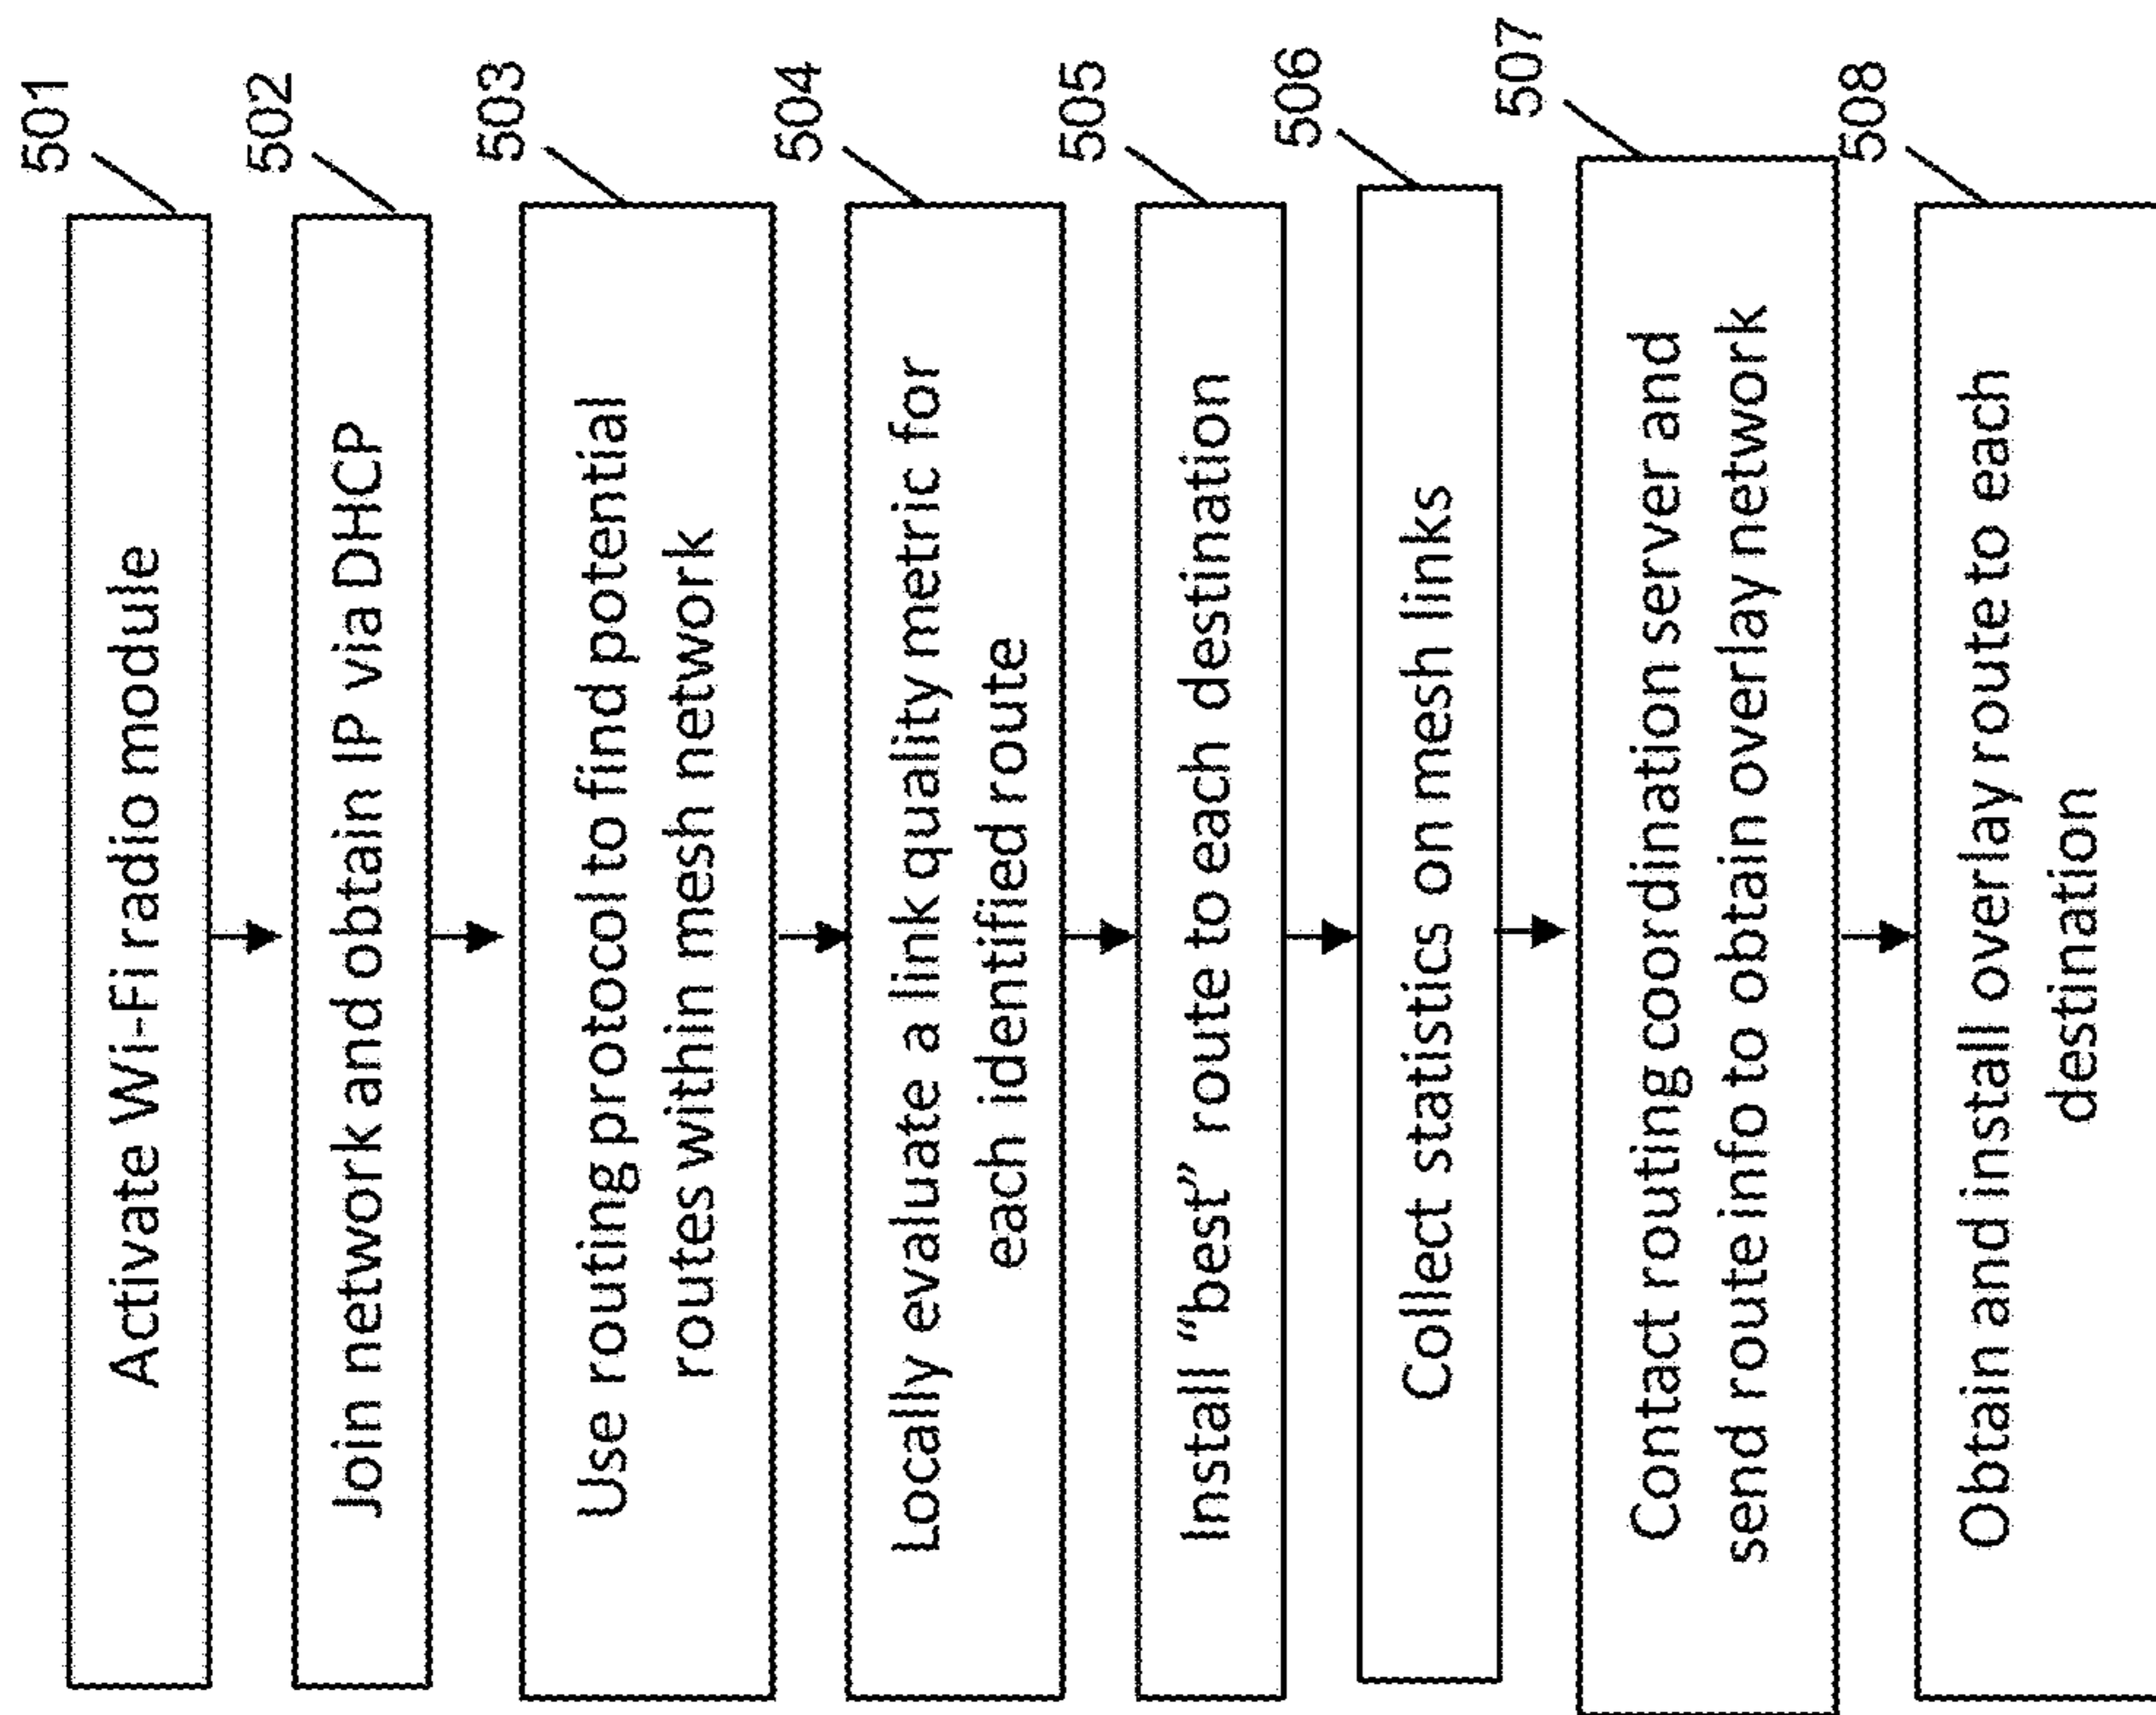 501
Activate Wi-Fi radio module
502
Join network and obtain IP via DHCP
503
Use routing protocol to find potential
routes within mesh network
504
Locally evaluate a link quality metric for
each identified route
505
Install “best” route to each destination
506
Collect statistics on mesh links
507
Contact routing coordination server and
send route info to obtain overlay network
508
Obtain and install overlay route to each
destination